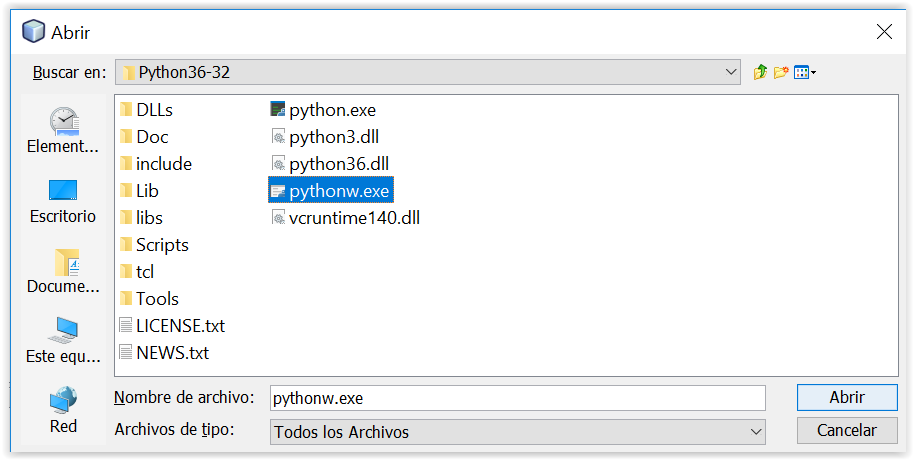 Abrir
Buscar en: Python36-32
Element...
Escritorio
Docume...
Este equ...
Red
DLLs
Doc
include
Lib
libs
Scripts
tcl
Tools
LICENSE.txt
NEWS.txt
python.exe
python3.dll
python36.dll
pythonw.exe
vcruntime140.dll
Nombre de archivo: pythonw.exe
Abrir
Archivos de tipo: Todos los Archivos
Cancelar